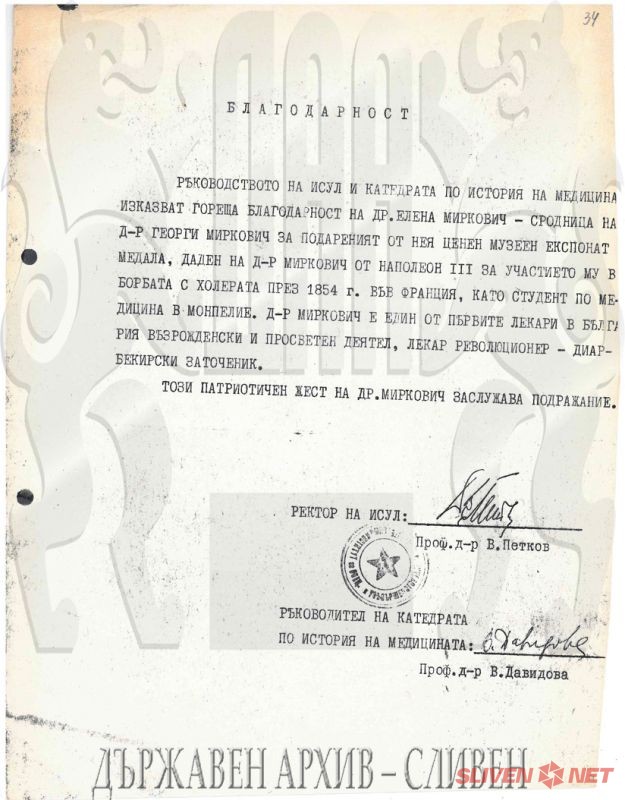 34
БЛАГОДАРНОСТ
РЪКОВОДСТВОТО НА ИСУЛ И КАТЕДРАТА ПО ИСТОРИЯ НА МЕДИЦИНА
ИЗКАЗВАТ ГОРЕЩА БЛАГОДАРНОСТ НА ДР.ЕЛЕНА МИРКОВИЧ – СРОДНИЦА НА
Д-Р ГЕОРГИ МИРКОВИЧ ЗА ПОДАРЕНИЯТ ОТ НЕЯ ЦЕНЕН МУЗЕЕН ЕКСПОНАТ
МЕДАЛА, ДАДЕН НА Д-Р МИРКОВИЧ ОТ НАПОЛЕОН III ЗА УЧАСТИЕТО МУ В
БОРБАТА С ХОЛЕРАТА ПРЕЗ 1854 г. ВЪВ ФРАНЦИЯ, КАТО СТУДЕНТ ПО МЕ-
ДИЦИНА В МОНПЕЛИЕ. Д-Р МИРКОВИЧ Е ЕДИН ОТ ПЪРВИТЕ ЛЕКАРИ В БЪЛГА
РИЯ ВЪЗРОЖДЕНСКИ И ПРОСВЕТЕН ДЕЯТЕЛ, ЛЕКАР РЕВОЛЮЦИОНЕР – ДИАР-
БЕКИРСКИ ЗАТОЧЕНИК.
ТОЗИ ПАТРИОТИЧЕН ЖЕСТ НА ДР.МИРКОВИЧ ЗАСЛУЖАВА ПОДРАЖАНИЕ.
РЕКТОР НА ИСУЛ:
Проф.д-р В.Петков
РЪКОВОДИТЕЛ НА КАТЕДРАТА
ПО ИСТОРИЯ НА МЕДИЦИНАТА: В. Давидова
Проф.д-р В.Давидова
ДЪРЖАВЕН АРХИВ – СЛИВЕН
SLIVEN NET